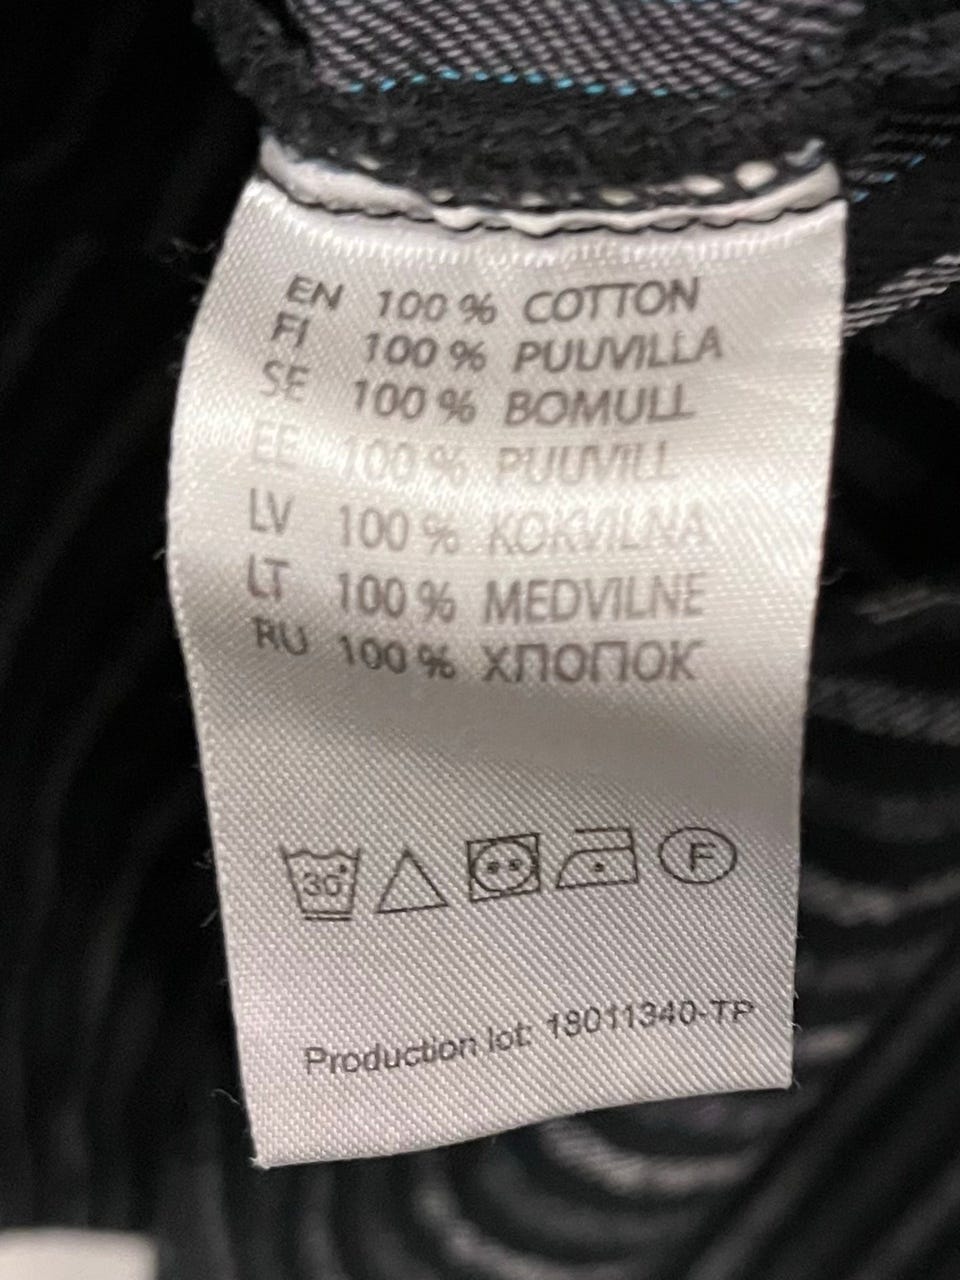 EN 100 % COTTON
FI 100 % PUUVILLA
SE 100 % BOMULL
EE 100 % PUUVILL
LV 100 % KOKVILNA
LT 100 % MEDVILNE
RU 100 % ХЛОПОК
30°
F
Production lot: 18011340-TP